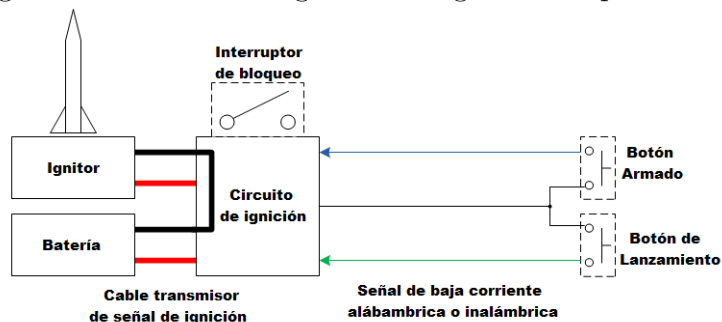 Interruptor
de bloqueo
Ignitor
Batería
Circuito
de ignición
Botón
Armado
Botón de
Lanzamiento
Cable transmisor
de señal de ignición
Señal de baja corriente
alábambrica o inalámbrica